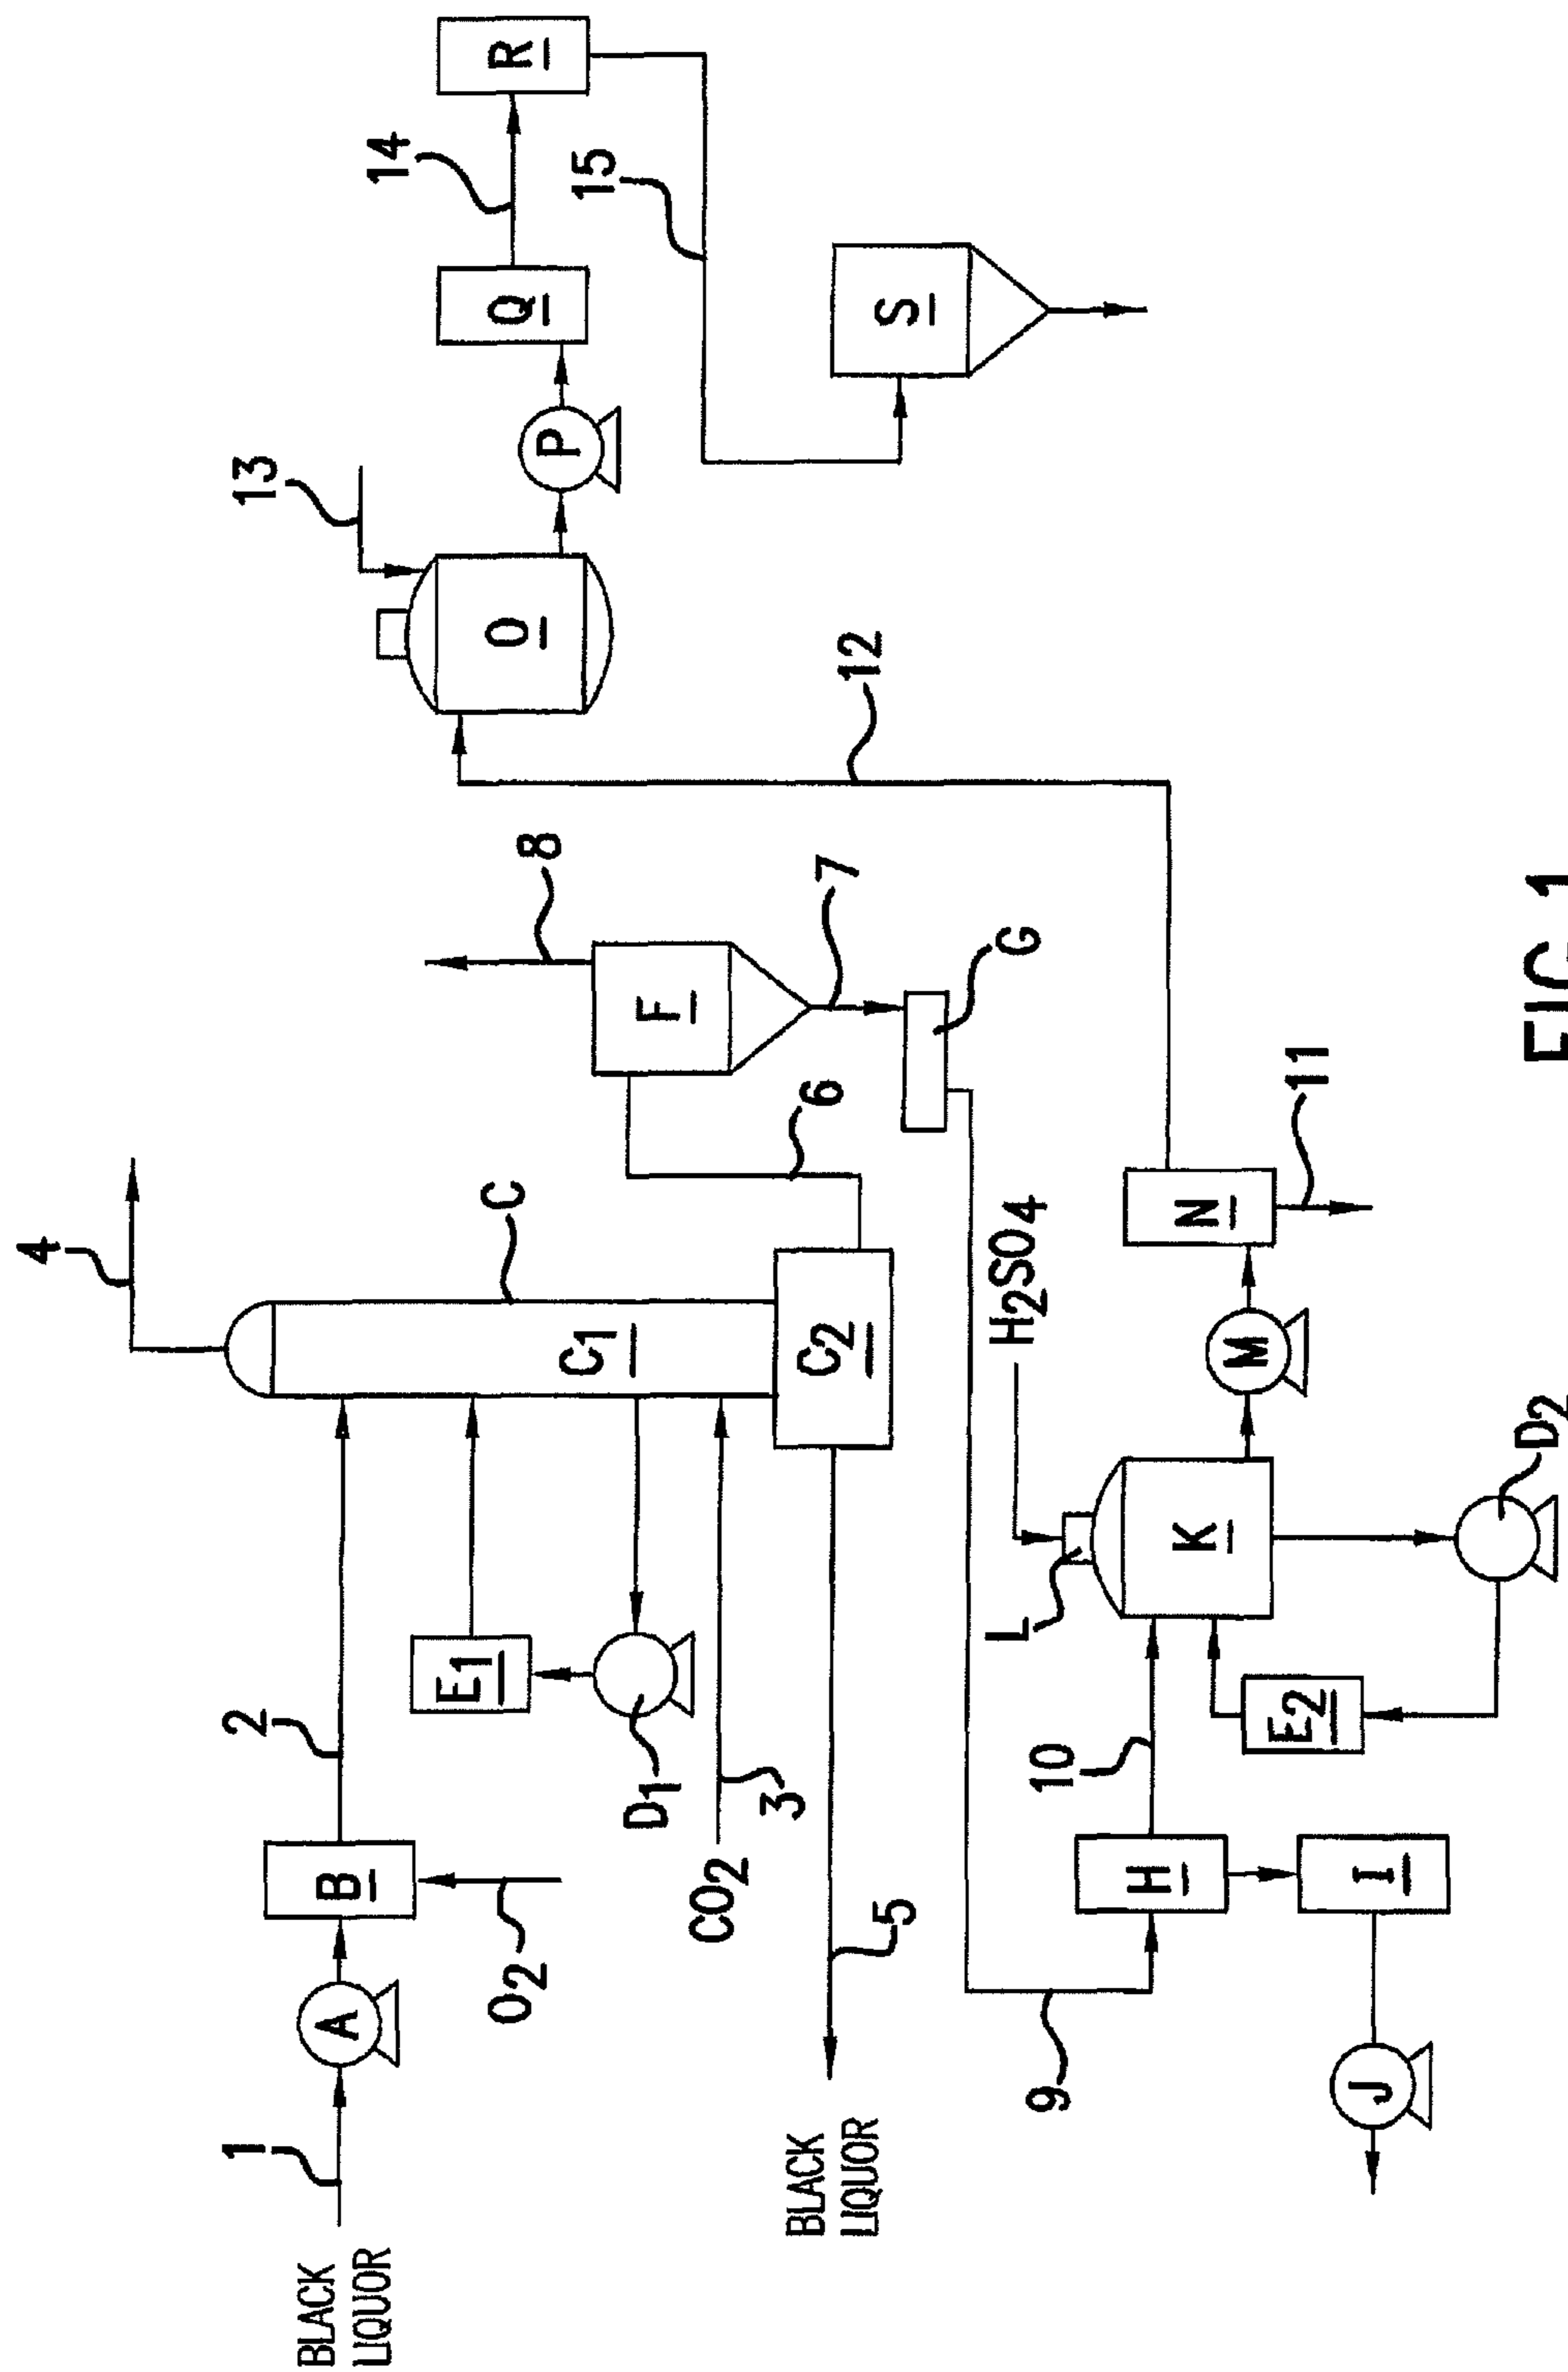 BLACK
LIQUOR
1
A
B
O2
2
4
C
C1
C2
E1
D1
CO2
3
BLACK
LIQUOR
5
6
F
8
7
G
9
H
I
J
10
H2SO4
L
K
E2
D2
M
N
11
12
O
13
P
Q
14
R
15
S
FIG.1